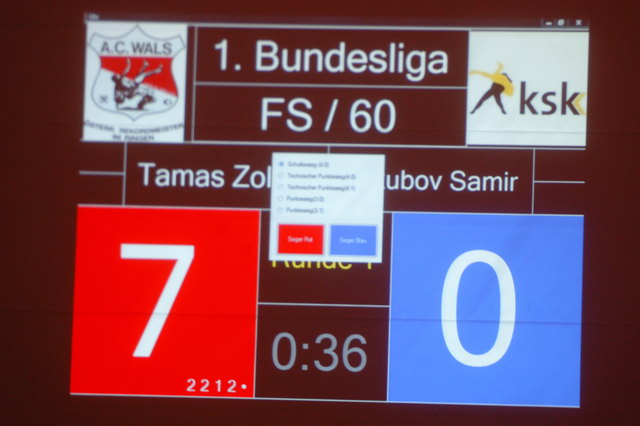 A.C. WALS
ÖSTERR. REKORDMEISTER
IM RINGEN
1. Bundesliga
FS / 60
ksk
Tamas Zol
ubov Samir
Schultersieg (4:0)
Technischer Punktesieg(4:0)
Technischer Punktesieg(4:1)
Punktesieg(3:0)
Punktesieg(3:1)
Sieger Rot
Sieger Blau
Runde 1
7
0
0:36
2212•